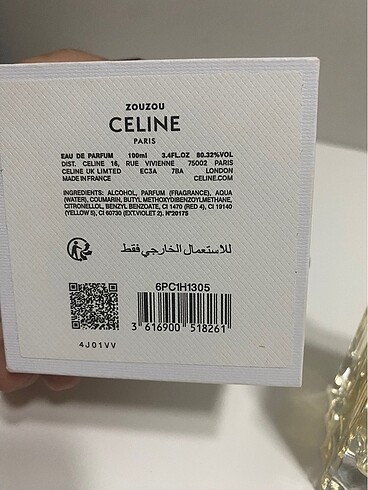 ZOUZOU
CELINE
PARIS
EAU DE PARFUM 100ml 3.4FL.OZ 80.32%VOL
DIST. CELINE 16, RUE VIVIENNE 75002 PARIS
CELINE UK LIMTED EC3A 7BA LONDON
MADE IN FRANCE CELINE.COM
INGREDIENTS: ALCOHOL, PARFUM (FRAGRANCE), AQUA
(WATER), COUMARIN, BUTYL METHOXYDIBENZOYLMETHANE,
CITRONELLOL, BENZYL BENZOATE, CI 1470 (RED 4), CI 19140
(YELLOW 5), CI 60730 (EXT.VIOLET 2). N°20175
للاستعمال الخارجي فقط
6PC1H1305
3 616900 518261
4J01VV